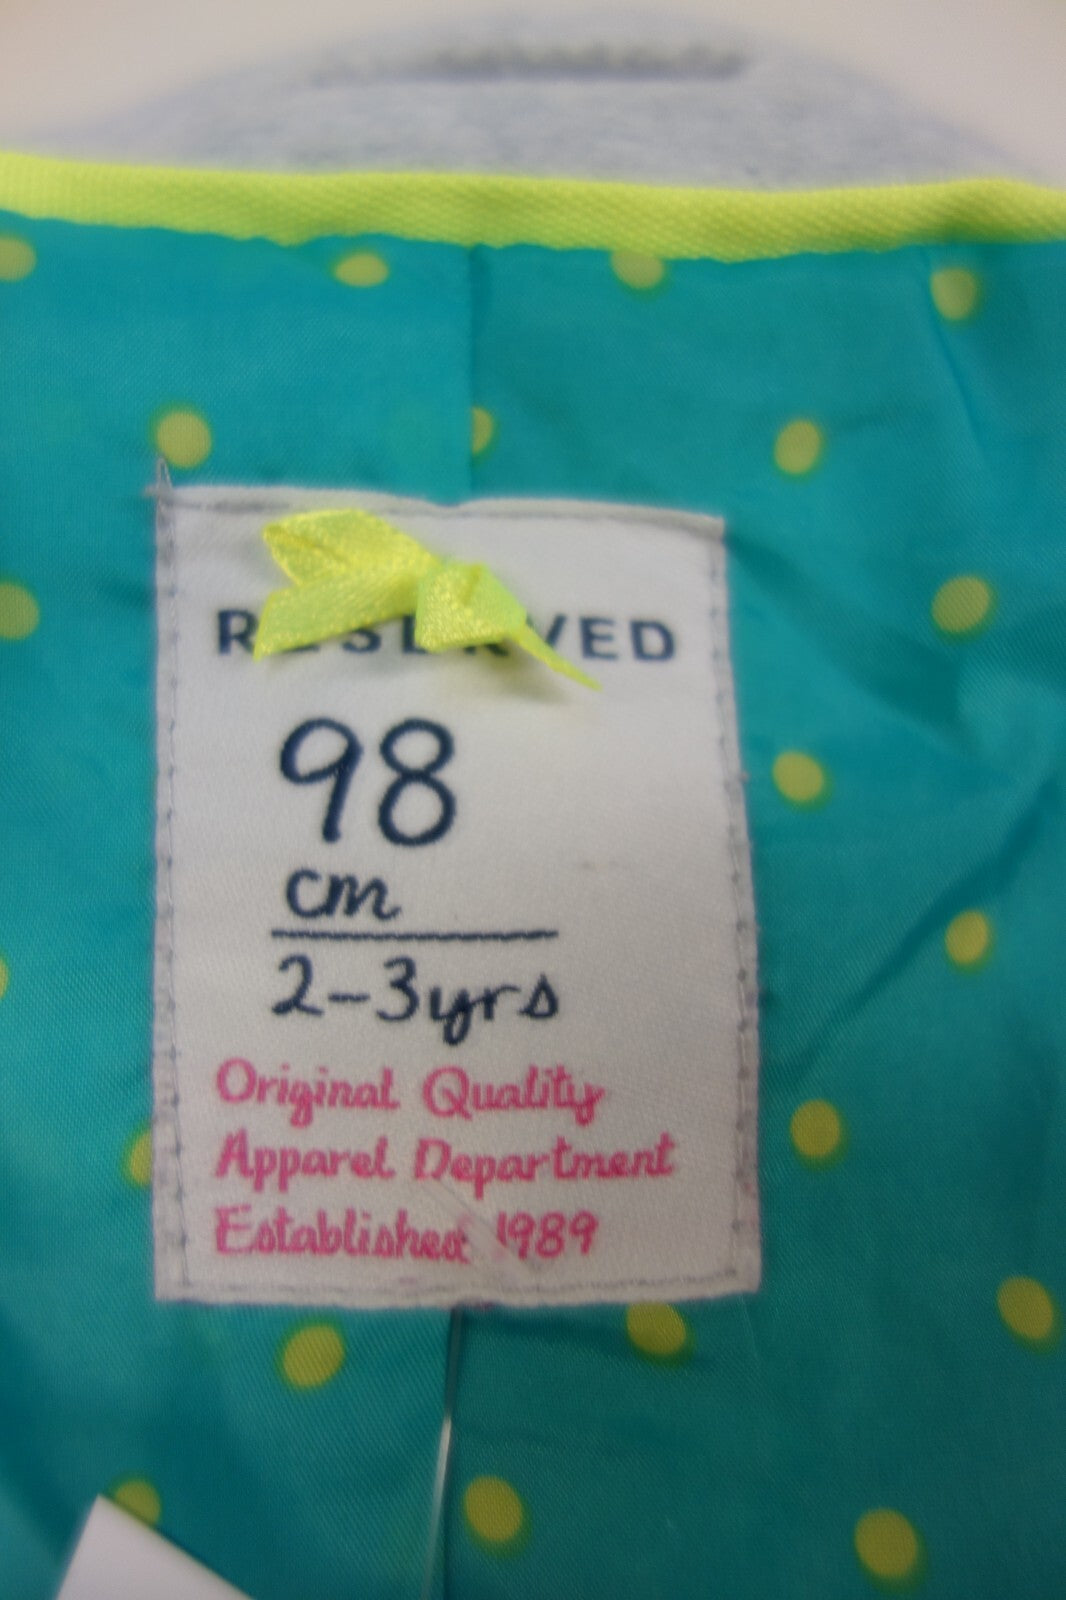 RESERVED
98
cm
2-3yrs
Original Quality
Apparel Department
Established 1989